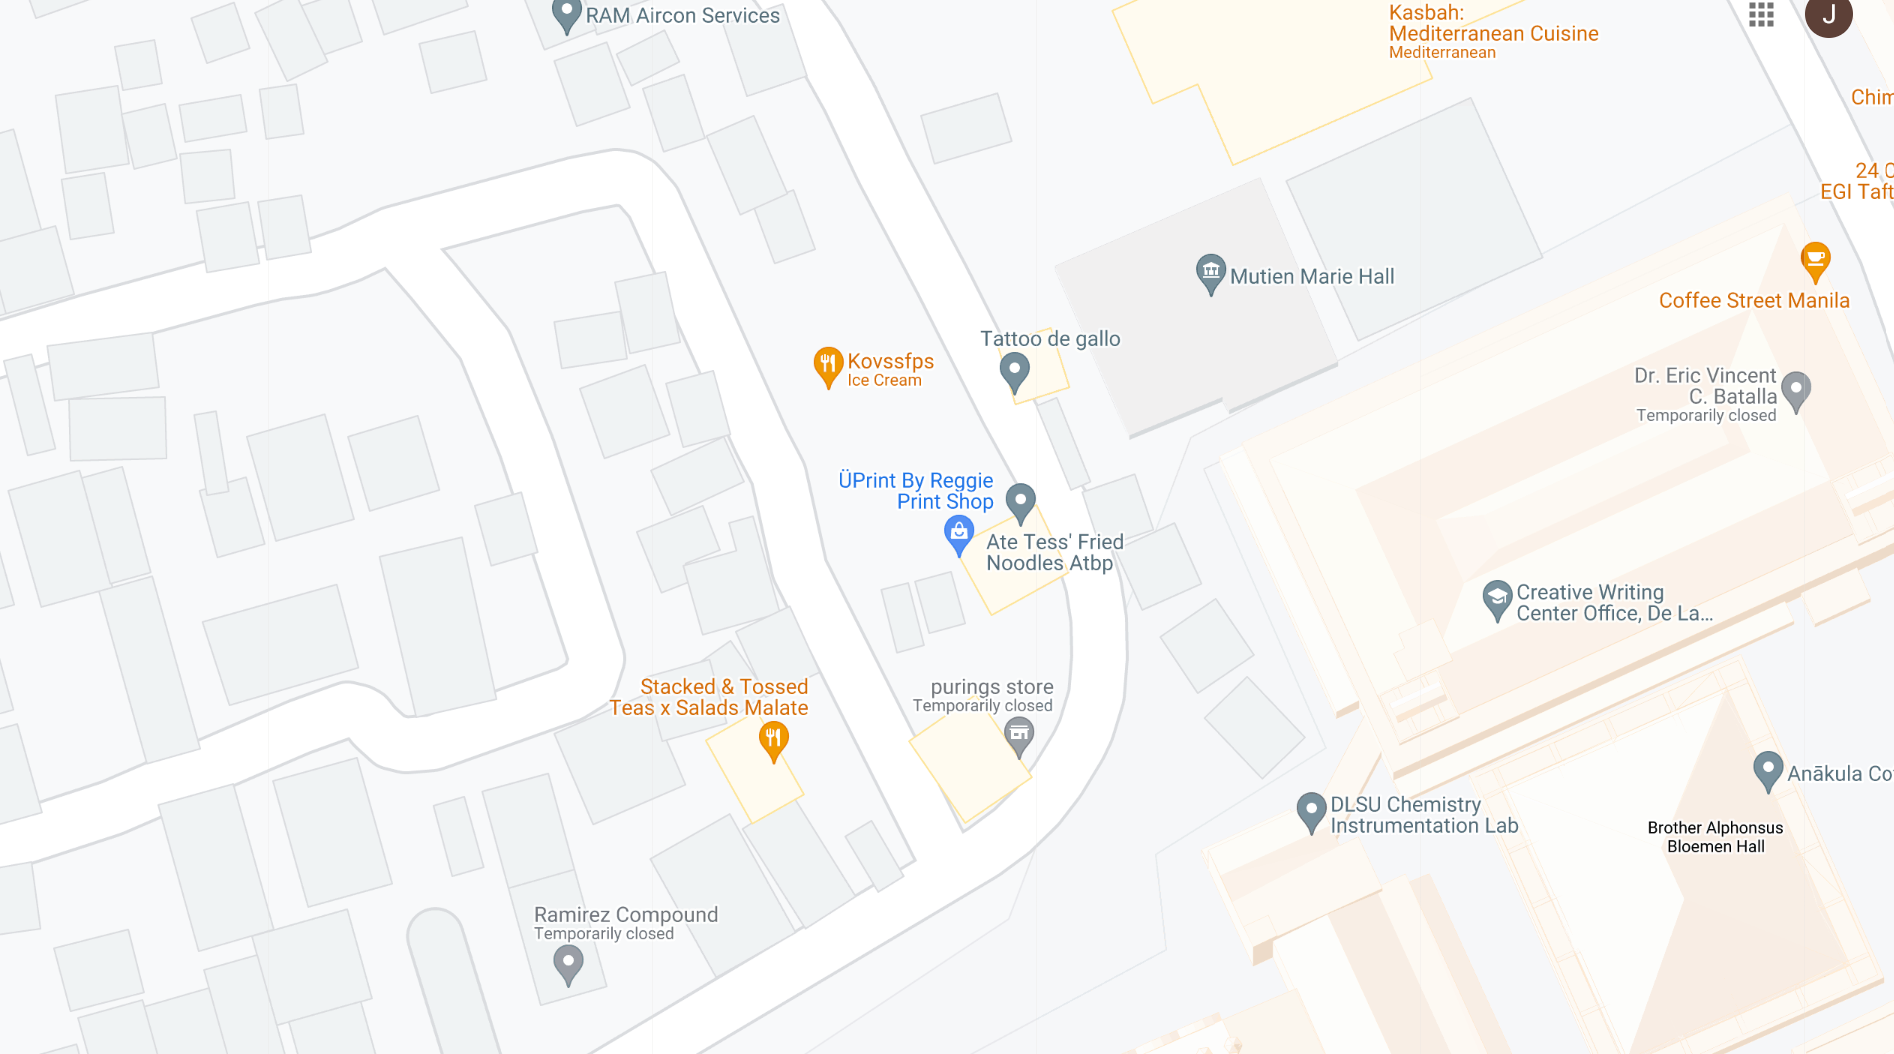 RAM Aircon Services
Kasbah:
Mediterranean Cuisine
Mediterranean
J
Chim
24 C
EGI Taft
Mutien Marie Hall
Coffee Street Manila
Tattoo de gallo
Kovssfps
Ice Cream
Dr. Eric Vincent
C. Batalla
Temporarily closed
ÜPrint By Reggie
Print Shop
Ate Tess' Fried
Noodles Atbp
Creative Writing
Center Office, De La...
Stacked & Tossed
Teas x Salads Malate
purings store
Temporarily closed
Anākula Co
DLSU Chemistry
Instrumentation Lab
Brother Alphonsus
Bloemen Hall
Ramirez Compound
Temporarily closed